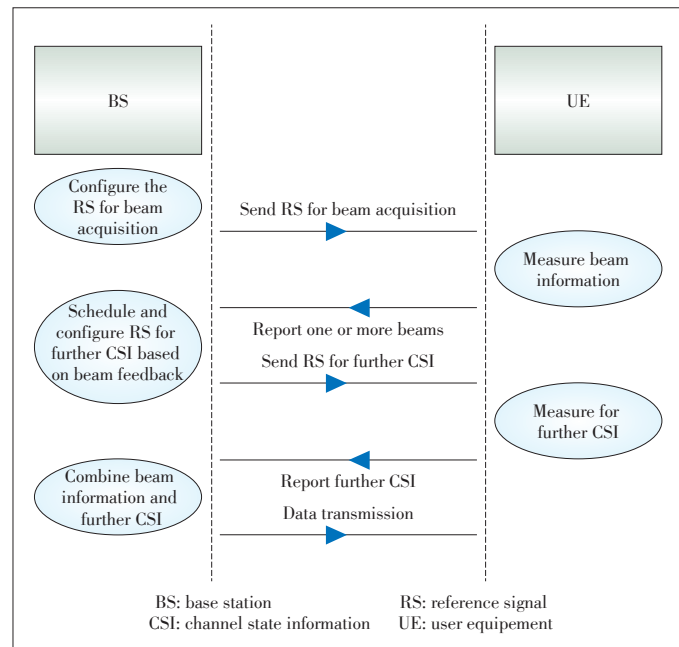 BS
UE
Configure the
RS for beam
acquisition
Send RS for beam acquisition
Measure beam
information
Schedule and
configure RS for
further CSI based
on beam feedback
Report one or more beams
Send RS for further CSI
Measure for
further CSI
Combine beam
information and
further CSI
Report further CSI
Data transmission
BS: base station
RS: reference signal
CSI: channel state information
UE: user equipement